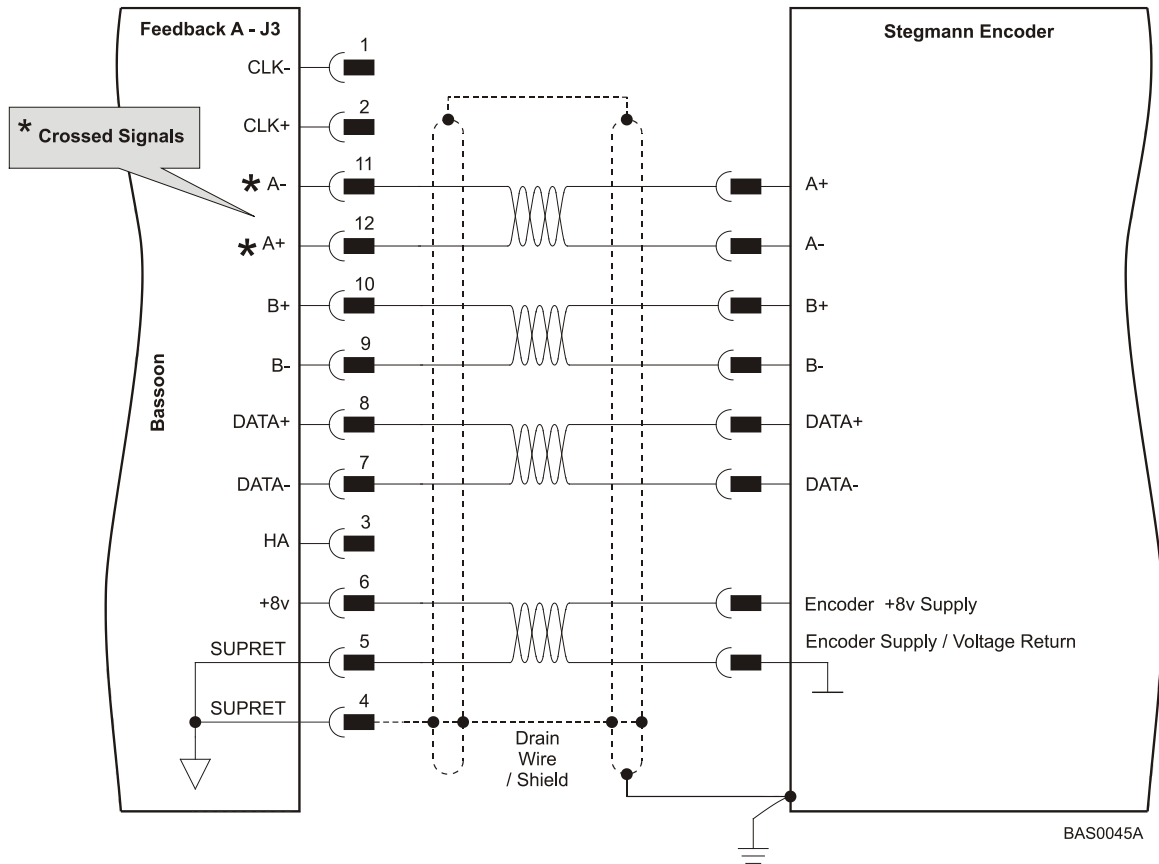 Feedback A - J3
Stegmann Encoder
CLK-
1
CLK+
2
* Crossed Signals
* A-
11
A+
* A+
12
A-
B+
10
B+
B-
9
B-
Bassoon
DATA+
8
DATA+
DATA-
7
DATA-
HA
3
+8v
6
Encoder +8v Supply
SUPRET
5
Encoder Supply / Voltage Return
SUPRET
4
Drain
Wire
/ Shield
BAS0045A